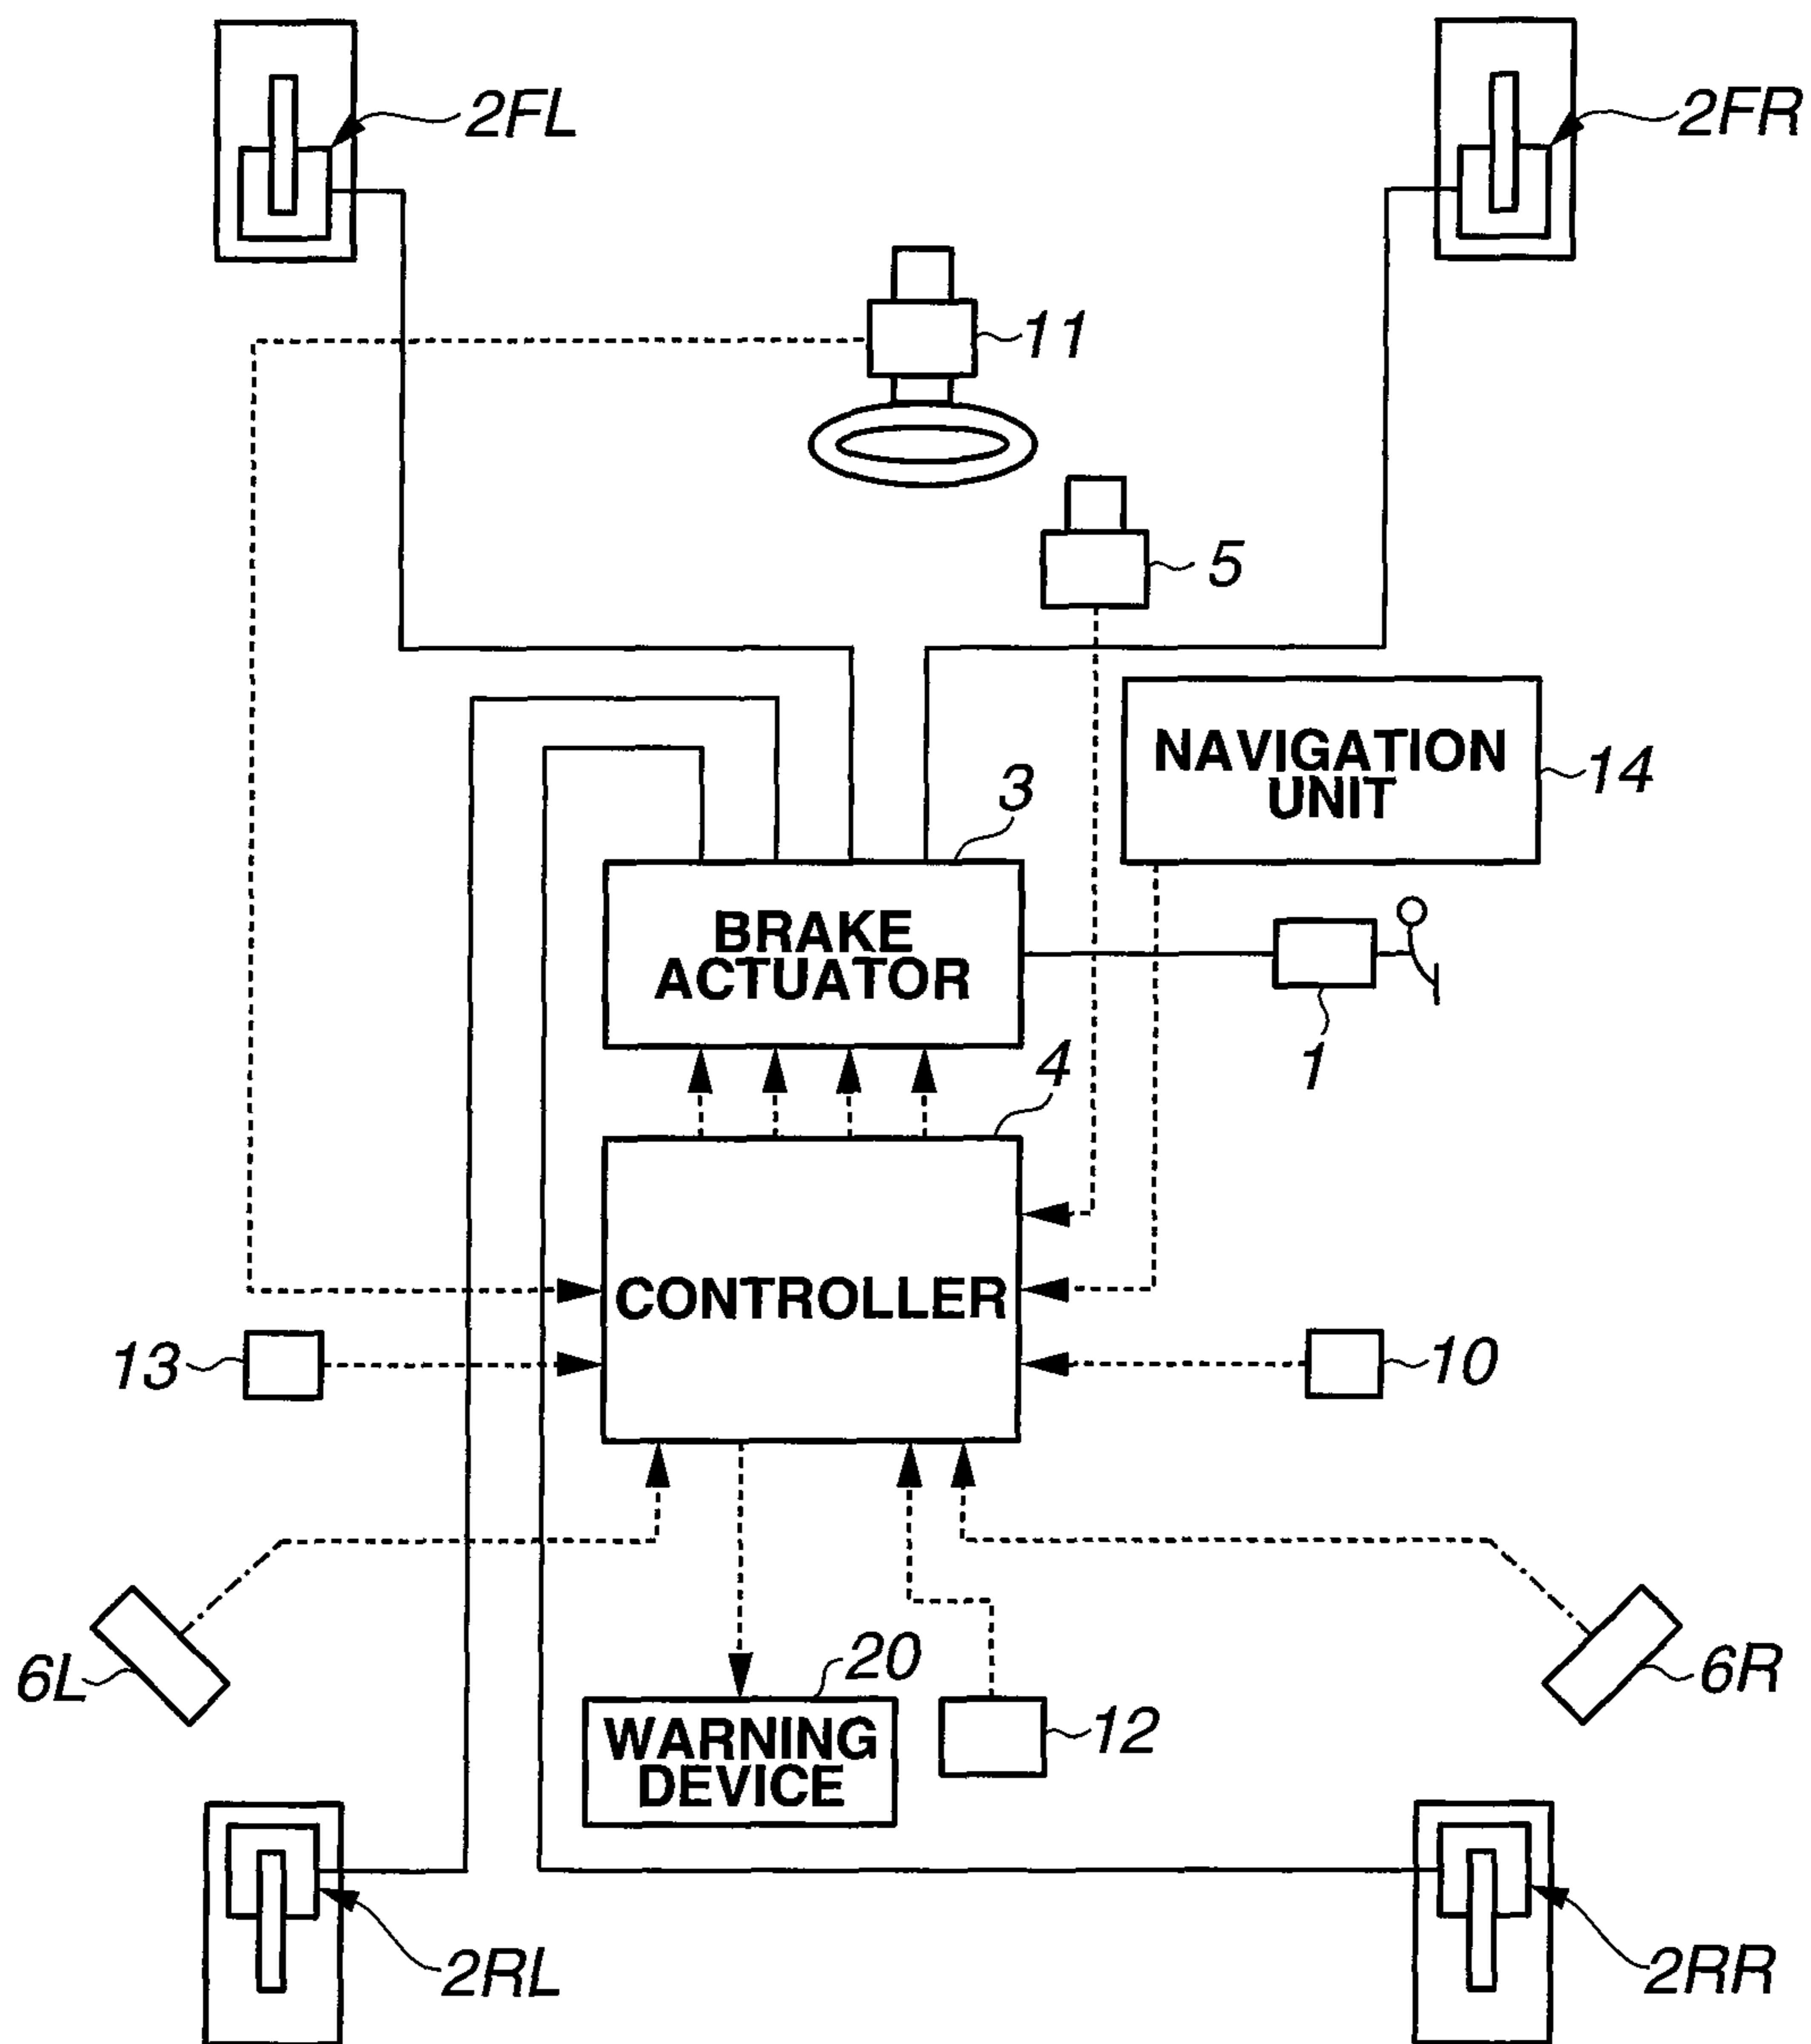 2FL
2FR
11
5
NAVIGATION
UNIT
14
3
BRAKE
ACTUATOR
1
4
CONTROLLER
13
10
6L
20
6R
WARNING
DEVICE
12
2RL
2RR